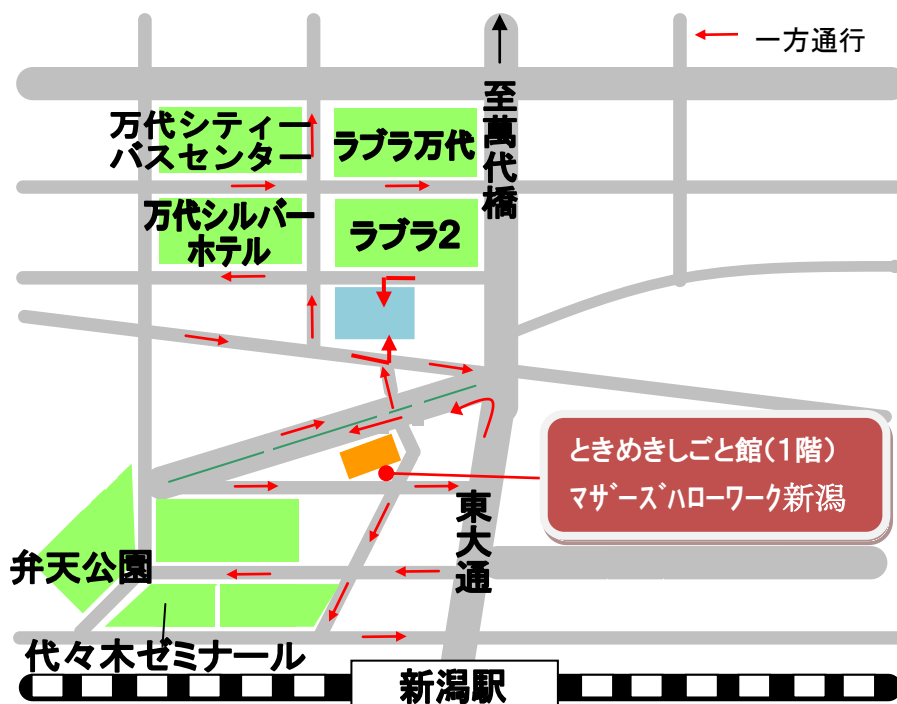 一方通行
至萬代橋
万代シティー
バスセンター
ラブラ万代
万代シルバー
ホテル
ラブラ2
ときめきしごと館(1階)
マザーズハローワーク新潟
東大通
弁天公園
代々木ゼミナール
新潟駅